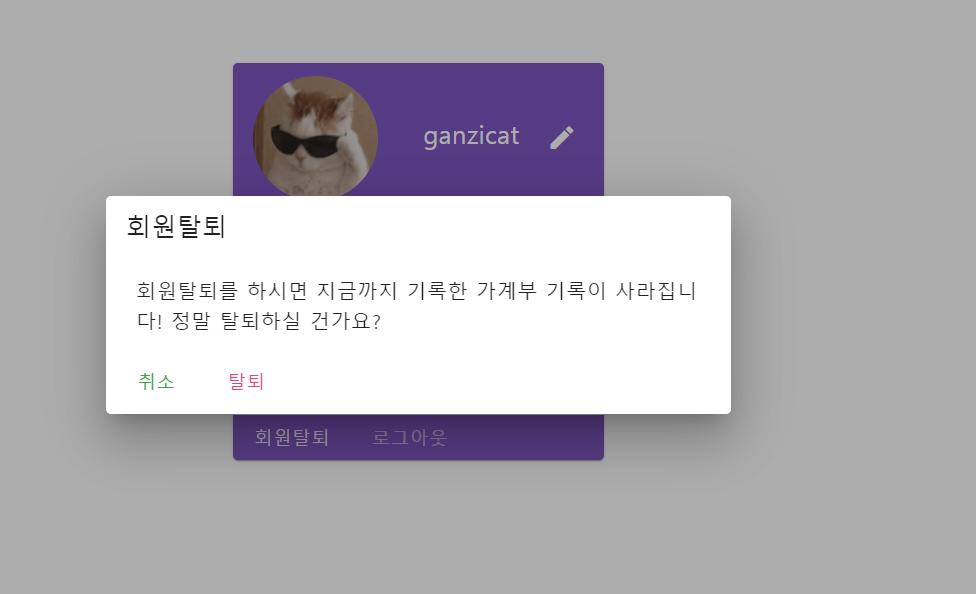 ganzicat
회원탈퇴
회원탈퇴를 하시면 지금까지 기록한 가계부 기록이 사라집니
다! 정말 탈퇴하실 건가요?
취소 탈퇴
회원탈퇴 로그아웃